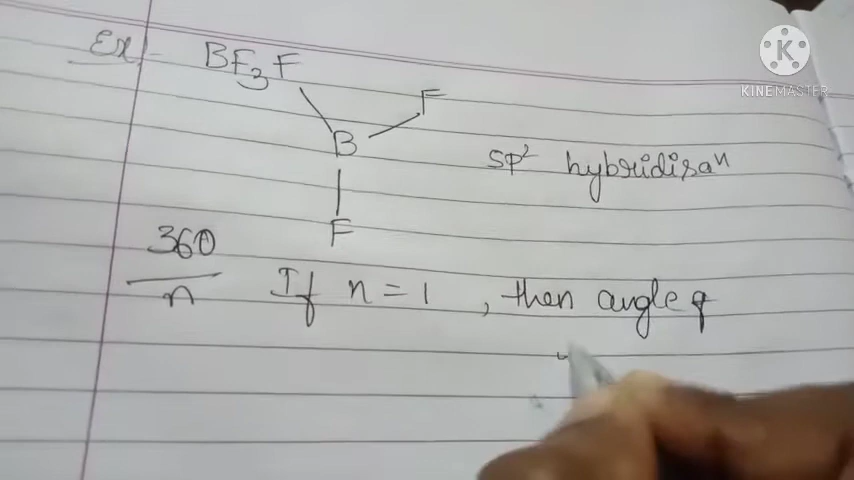 Ex:- BF3
F F
B
F
SP² hybridisaⁿ
360
n
If n = 1 , then angle of
KINEMASTER